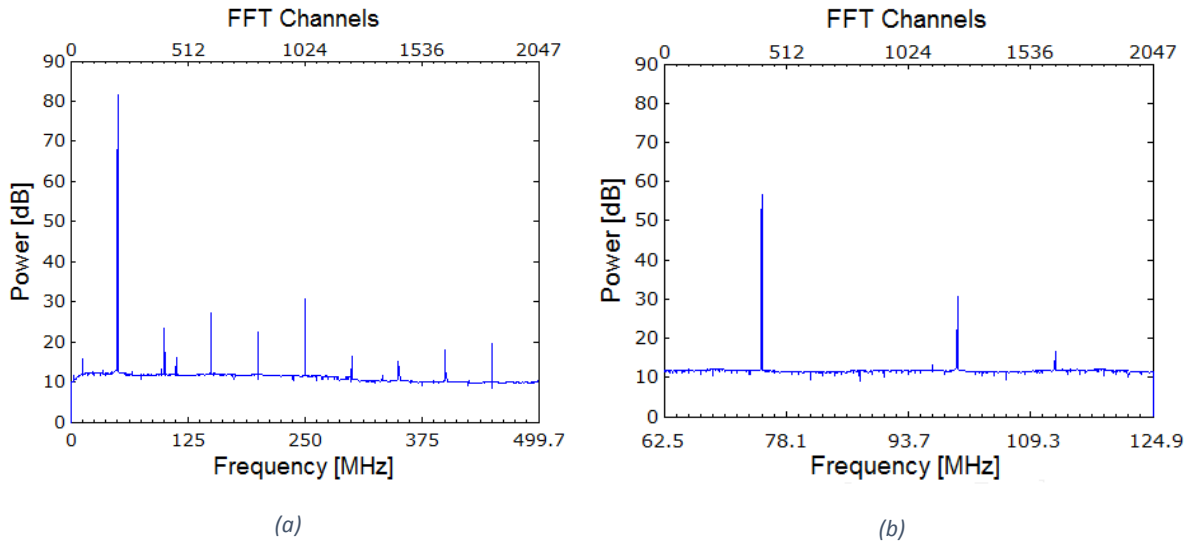 FFT Channels
0 512 1024 1536 2047
90
80
70
60
50
40
30
20
10
0
Power [dB]
0 125 250 375 499.7
Frequency [MHz]
(a)
FFT Channels
0 512 1024 1536 2047
90
80
70
60
50
40
30
20
10
0
Power [dB]
62.5 78.1 93.7 109.3 124.9
Frequency [MHz]
(b)